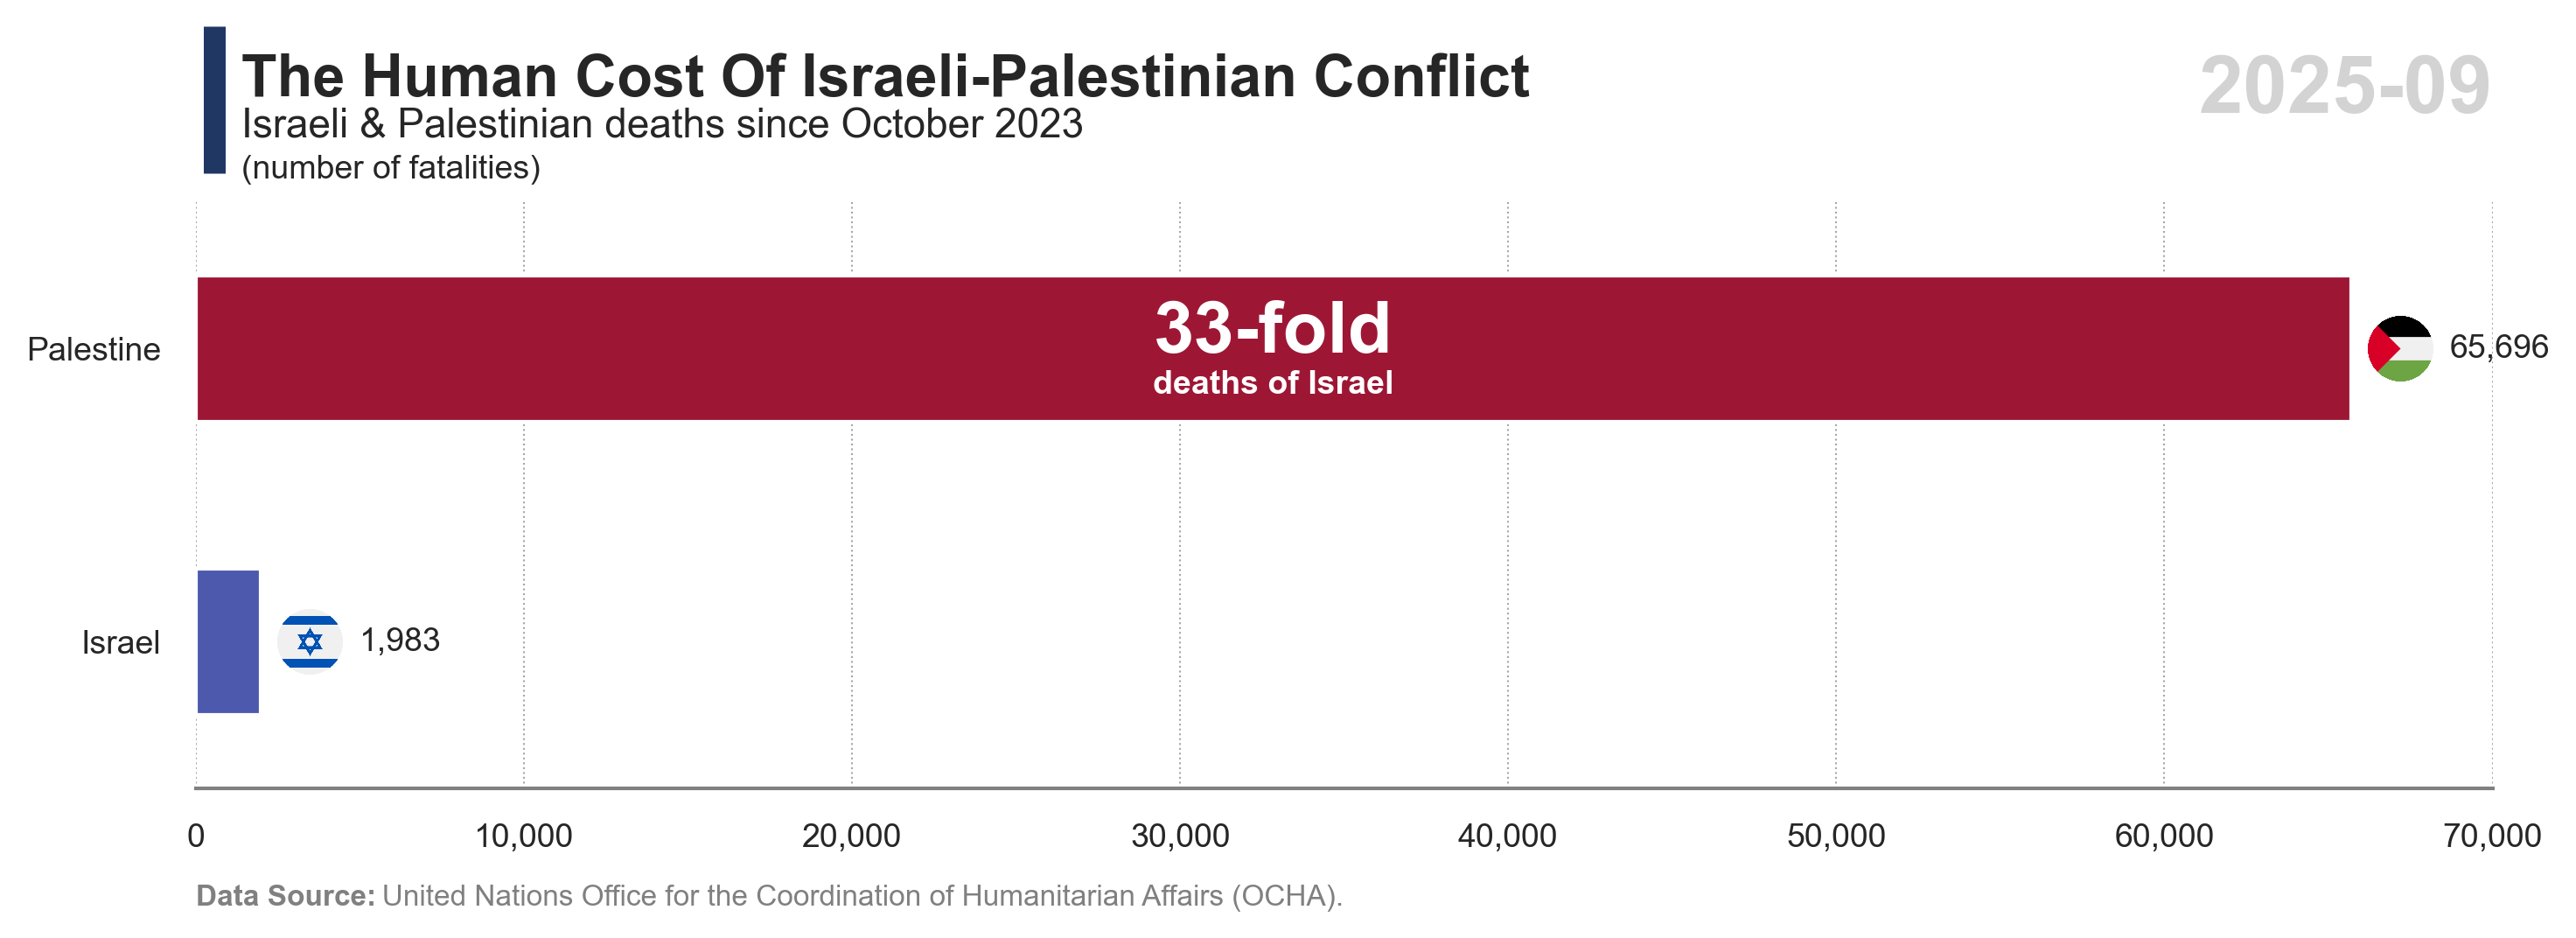 The Human Cost Of Israeli-Palestinian Conflict
2025-09
Israeli & Palestinian deaths since October 2023
(number of fatalities)
Palestine
33-fold
deaths of Israel
65,696
Israel
1,983
0
10,000
20,000
30,000
40,000
50,000
60,000
70,000
Data Source: United Nations Office for the Coordination of Humanitarian Affairs (OCHA).